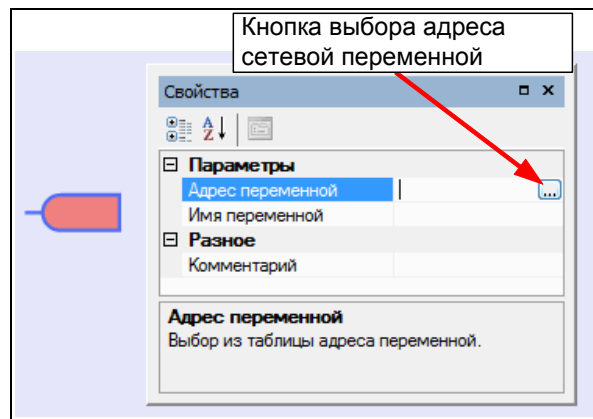 Кнопка выбора адреса
сетевой переменной
Свойства
Параметры
Адрес переменной
...
Имя переменной
Разное
Комментарий
Адрес переменной
Выбор из таблицы адреса переменной.